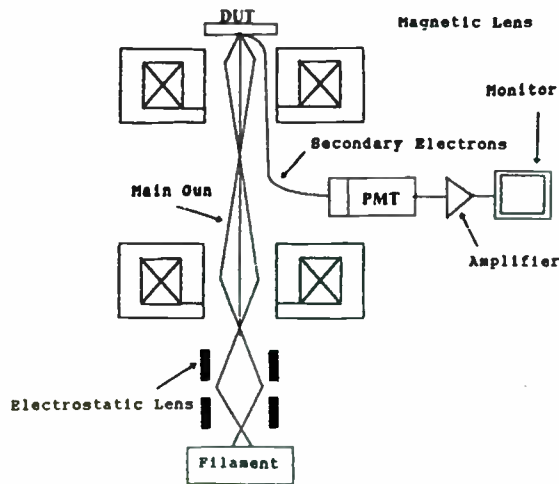 DUT
Magnetic Lens
Monitor
Secondary Electrons
Main Gun
PMT
Amplifier
Electrostatic Lens
Filament